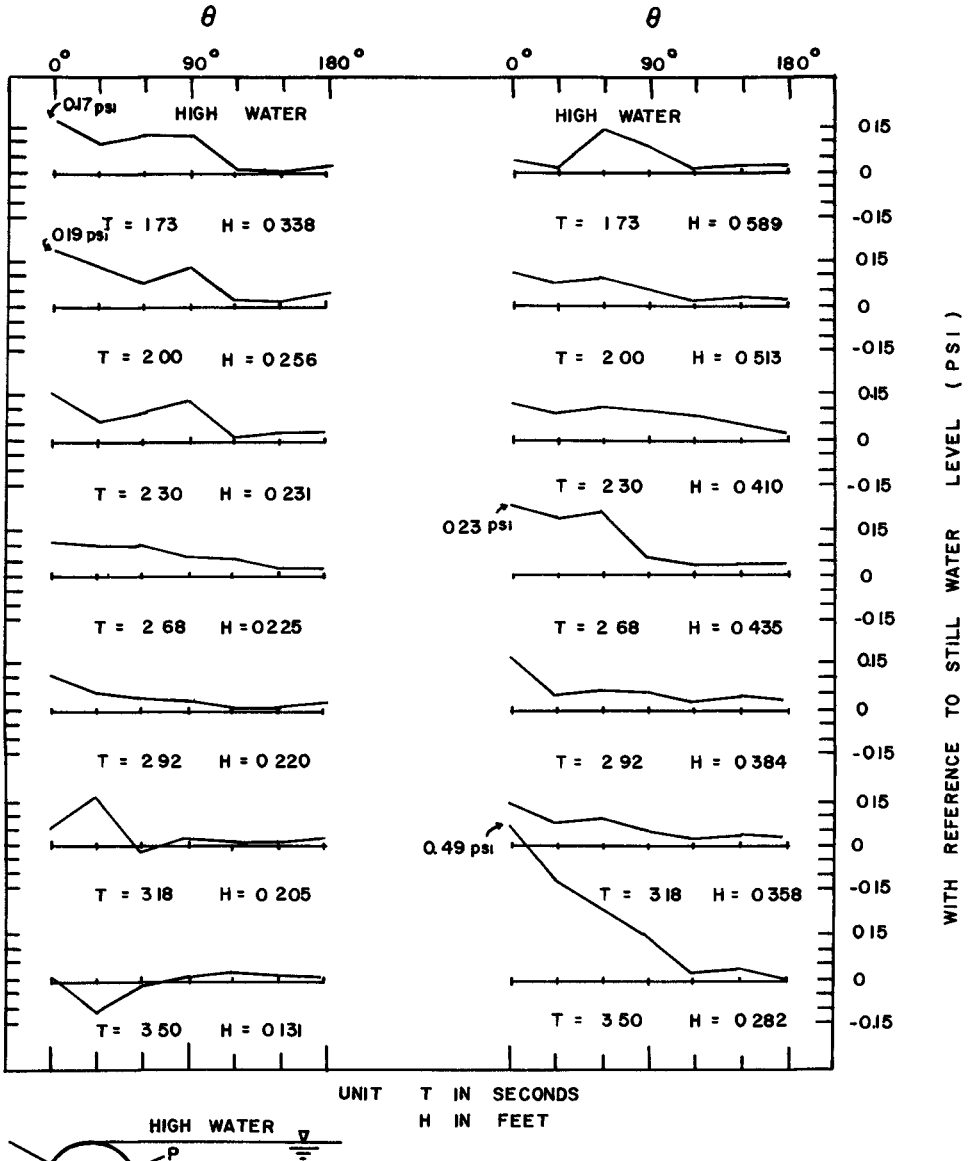 θ θ
0° 90° 180° 0° 90° 180°
0.17 psi HIGH WATER HIGH WATER 0.15
0
T = 1.73 H = 0.338 T = 1.73 H = 0.589 -0.15
0.19 psi 0.15
0
T = 2.00 H = 0.256 T = 2.00 H = 0.513 -0.15
0.15
0
T = 2.30 H = 0.231 T = 2.30 H = 0.410 -0.15
0.23 psi 0.15
0
T = 2.68 H = 0.225 T = 2.68 H = 0.435 -0.15
0.15
0
T = 2.92 H = 0.220 T = 2.92 H = 0.384 -0.15
0.15
0.49 psi 0
T = 3.18 H = 0.205 T = 3.18 H = 0.358 -0.15
0.15
0
T = 3.50 H = 0.131 T = 3.50 H = 0.282 -0.15
WITH REFERENCE TO STILL WATER LEVEL (PSI)
UNIT T IN SECONDS
H IN FEET
HIGH WATER
P